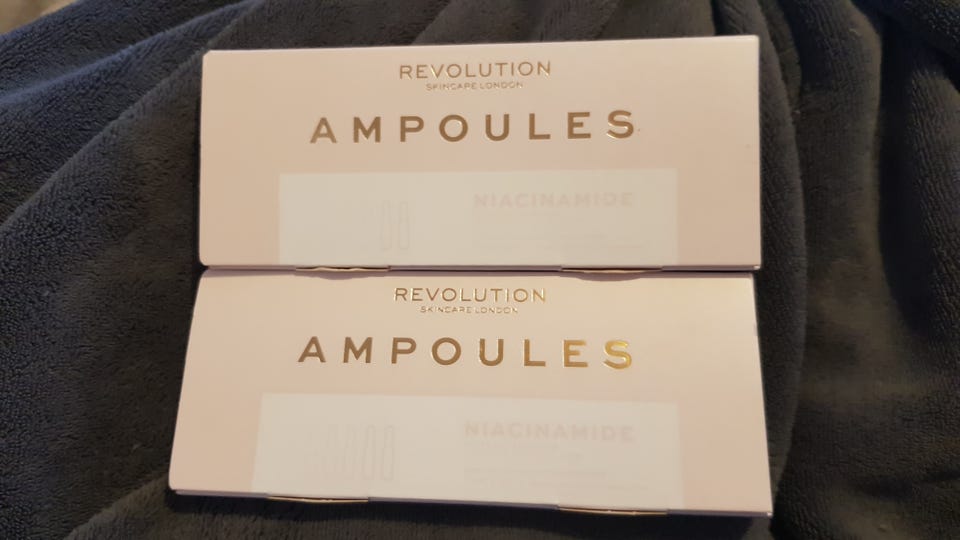 REVOLUTION
SKINCARE LONDON
AMPOULES
NIACINAMIDE
REVOLUTION
SKINCARE LONDON
AMPOULES
NIACINAMIDE